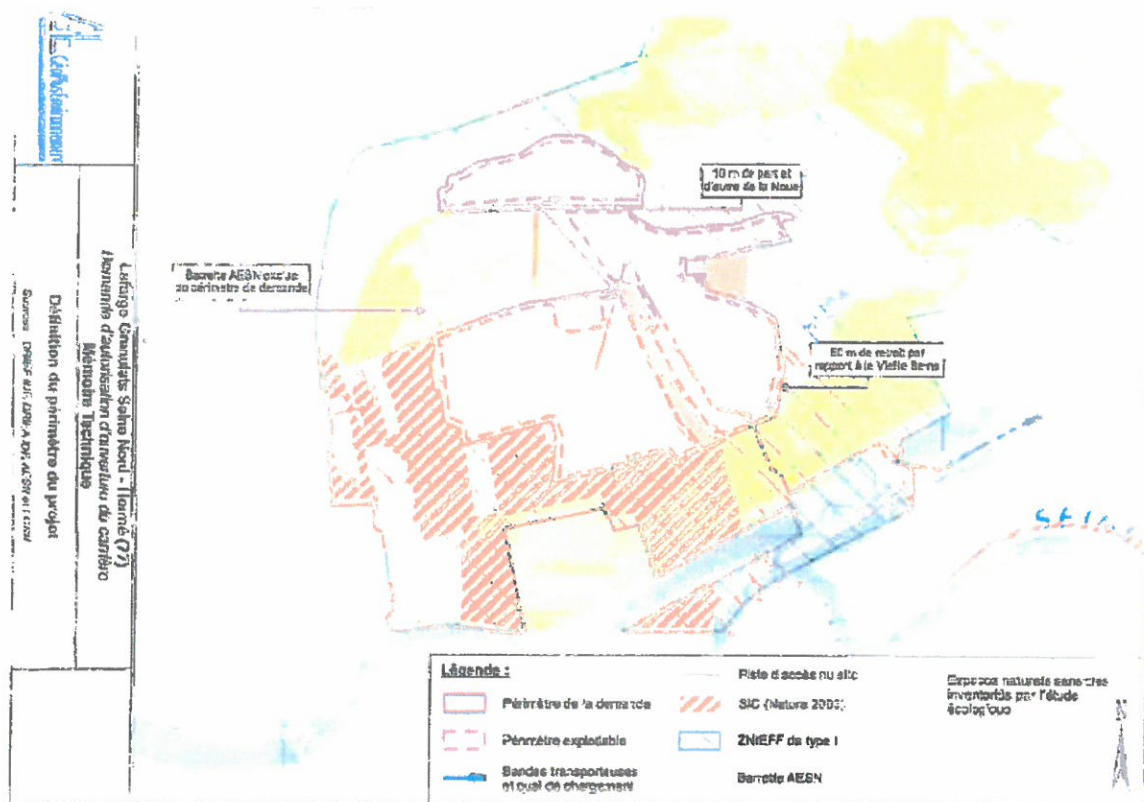 10 m de part et
d'autre de la Noue
Barrette AESN exclue
du périmètre de demande
50 m de retrait par
rapport à la Vieille Seine
SEINE
Lafarge Granulats Seine Nord - (77)
Demande d'autorisation d'ouverture de carrière
Mémoire Technique
Définition du périmètre du projet
Légende :
Périmètre de la demande
Périmètre exploitable
Bandes transporteuses
et quai de chargement
Piste d'accès au site
SIC (Natura 2000)
ZNIEFF de type I
Barrette AESN
Espaces naturels sensibles
inventoriés par l'étude
écologique
N